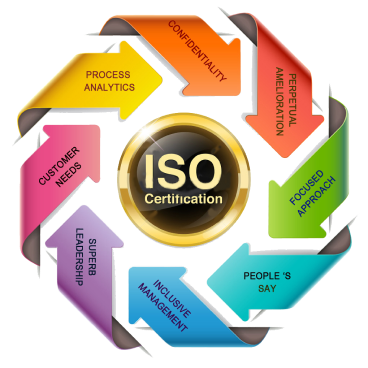 ISO
Certification
CONFIDENTIALITY
PERPETUAL
AMELIORATION
FOCUSED
APPROACH
PEOPLE 'S
SAY
INCLUSIVE
MANAGEMENT
SUPERB
LEADERSHIP
CUSTOMER
NEEDS
PROCESS
ANALYTICS